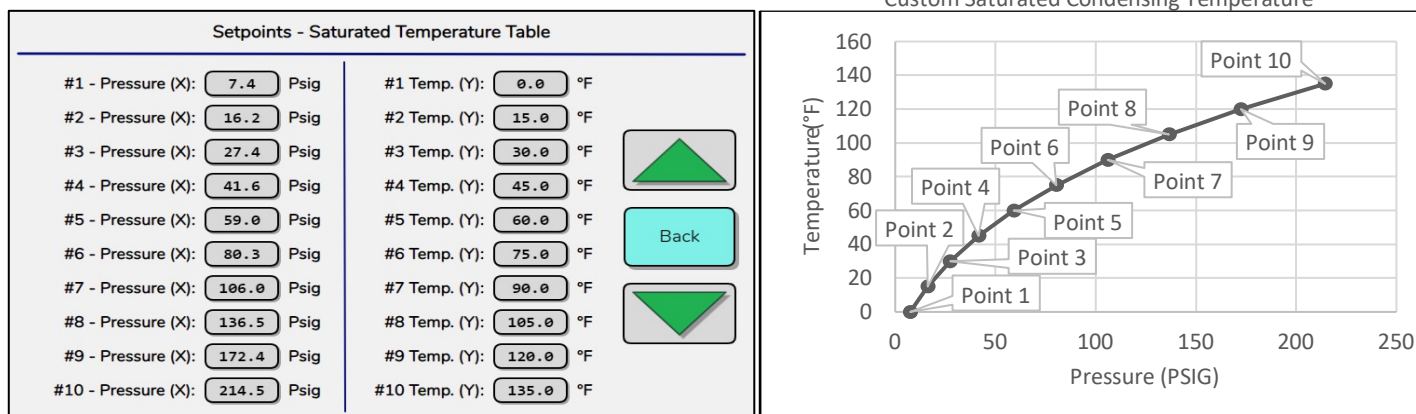 Setpoints - Saturated Temperature Table
#1 - Pressure (X): 7.4 Psig #1 Temp. (Y): 0.0 °F
#2 - Pressure (X): 16.2 Psig #2 Temp. (Y): 15.0 °F
#3 - Pressure (X): 27.4 Psig #3 Temp. (Y): 30.0 °F
#4 - Pressure (X): 41.6 Psig #4 Temp. (Y): 45.0 °F
#5 - Pressure (X): 59.0 Psig #5 Temp. (Y): 60.0 °F
#6 - Pressure (X): 80.3 Psig #6 Temp. (Y): 75.0 °F
#7 - Pressure (X): 106.0 Psig #7 Temp. (Y): 90.0 °F
#8 - Pressure (X): 136.5 Psig #8 Temp. (Y): 105.0 °F
#9 - Pressure (X): 172.4 Psig #9 Temp. (Y): 120.0 °F
#10 - Pressure (X): 214.5 Psig #10 Temp. (Y): 135.0 °F
Back
Custom Saturated Condensing Temperature
Temperature(°F)
160
140
120
100
80
60
40
20
0
Point 10
Point 8
Point 9
Point 6
Point 7
Point 4
Point 5
Point 2
Point 3
Point 1
0 50 100 150 200 250
Pressure (PSIG)